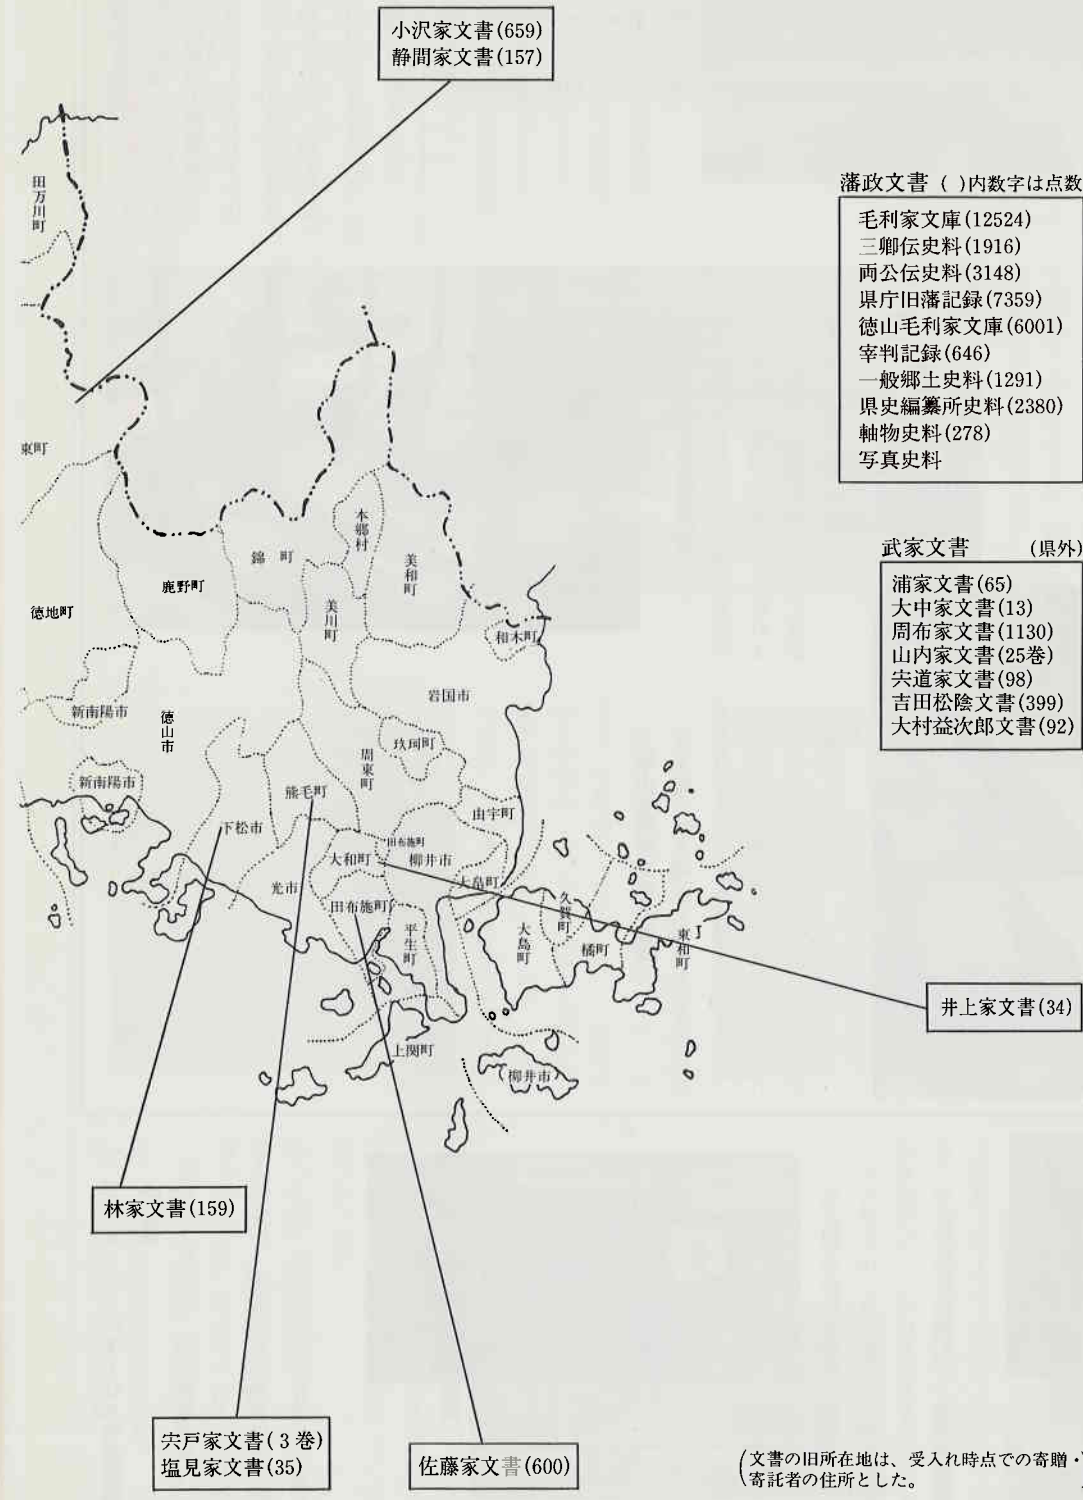 小沢家文書(659)
静間家文書(157)
藩政文書 ( )内数字は点数
毛利家文庫(12524)
三卿伝史料(1916)
両公伝史料(3148)
県庁旧藩記録(7359)
徳山毛利家文庫(6001)
宰判記録(646)
一般郷土史料(1291)
県史編纂所史料(2380)
軸物史料(278)
写真史料
武家文書 (県外)
浦家文書(65)
大中家文書(13)
周布家文書(1130)
山内家文書(25巻)
宍道家文書(98)
吉田松陰文書(399)
大村益次郎文書(92)
田万川町
東町
本郷村
錦町
美和町
鹿野町
美川町
徳地町
和木町
岩国市
新南陽市
徳山市
玖珂町
周東町
新南陽市
熊毛町
由宇町
下松市
田布施町
大和町
柳井市
大畠町
光市
田布施町
久賀町
平生町
大島町
橘町
東和町
上関町
柳井市
井上家文書(34)
林家文書(159)
宍戸家文書(3巻)
塩見家文書(35)
佐藤家文書(600)
(文書の旧所在地は、受入れ時点での寄贈・
寄託者の住所とした。